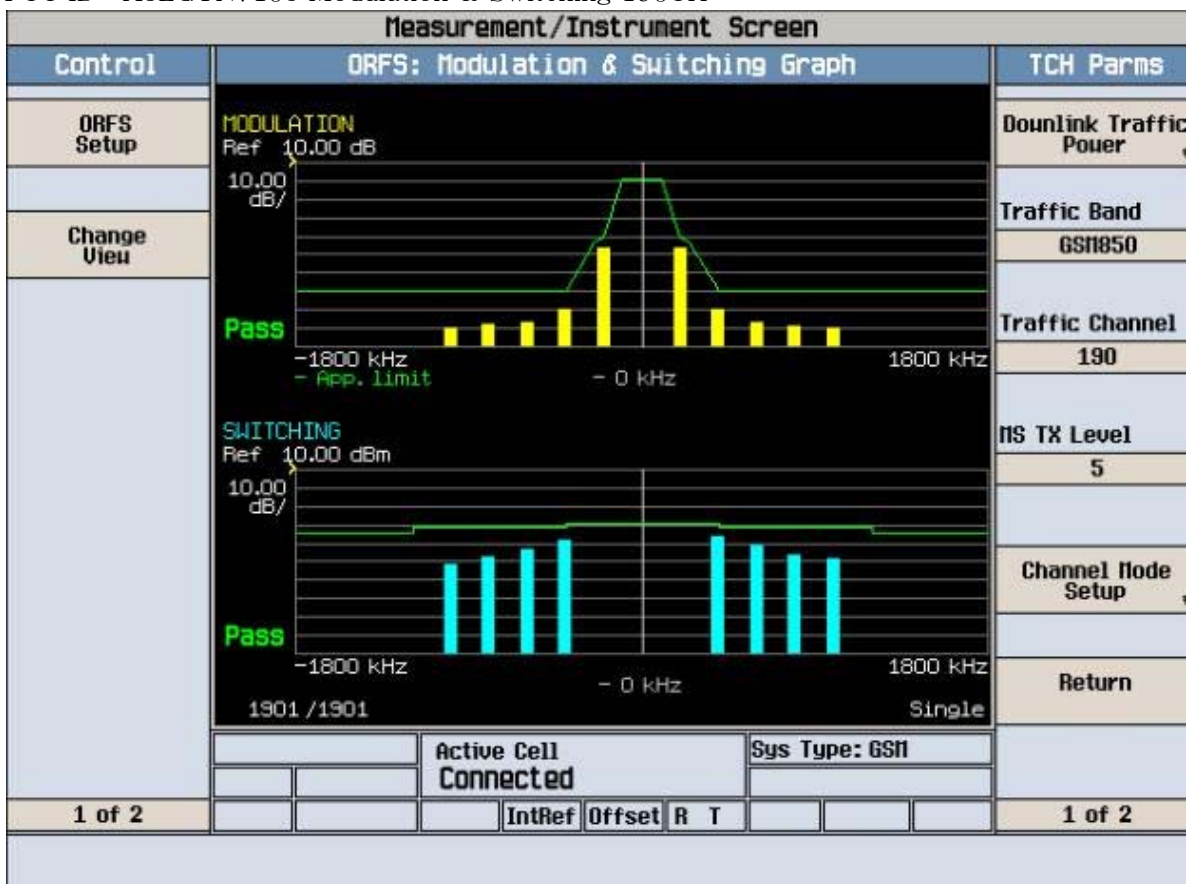 Measurement/Instrument Screen
Control
ORFS: Modulation & Switching Graph
TCH Parms
ORFS
Setup
Change
View
MODULATION
Ref 10.00 dB
10.00
dB/
Pass
-1800 kHz
1800 kHz
- App. limit
- 0 kHz
SWITCHING
Ref 10.00 dBm
10.00
dB/
Pass
-1800 kHz
1800 kHz
- 0 kHz
1901/1901
Single
Downlink Traffic
Power
Traffic Band
GSM850
Traffic Channel
190
MS TX Level
5
Channel Mode
Setup
Return
Active Cell
Connected
Sys Type: GSM
1 of 2
IntRef
Offset
R T
1 of 2